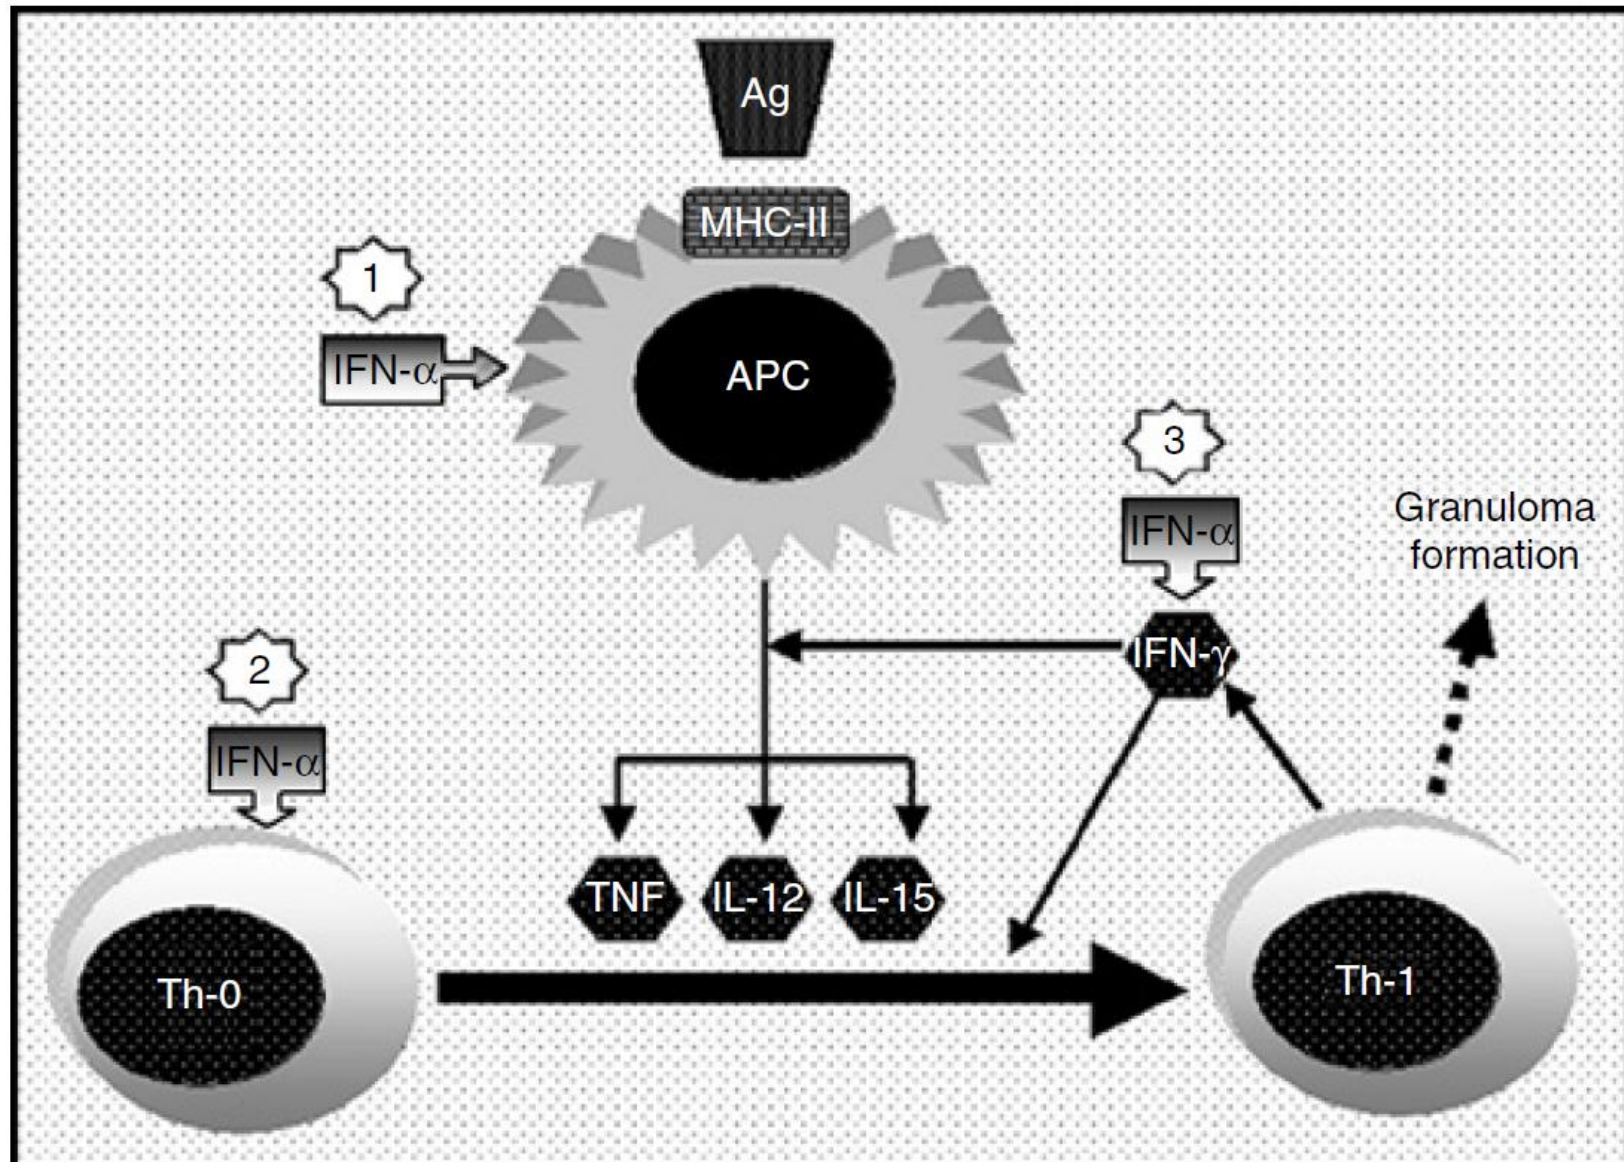 Ag
MHC-II
1
IFN-α
APC
3
IFN-α
Granuloma
formation
IFN-γ
2
IFN-α
TNF
IL-12
IL-15
Th-0
Th-1